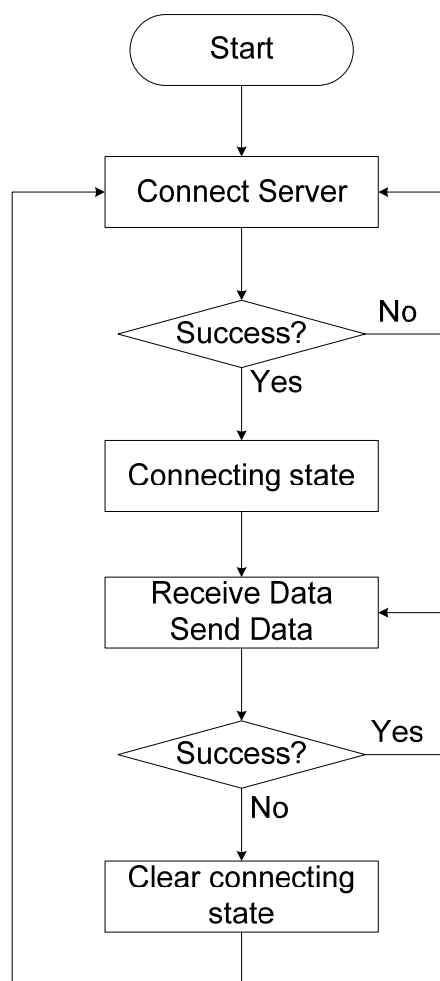 Start
Connect Server
Success?
No
Yes
Connecting state
Receive Data
Send Data
Success?
Yes
No
Clear connecting
state